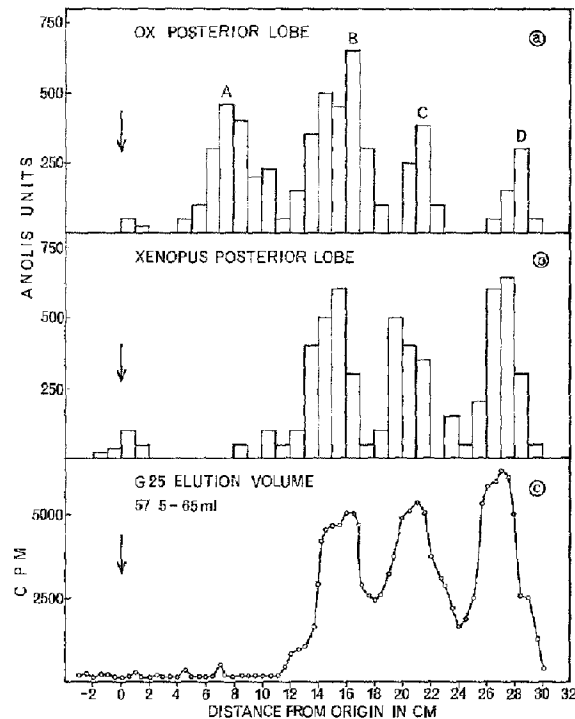 750
OX POSTERIOR LOBE
ⓐ
B
500
A
C
D
250
ANOLIS UNITS
750
XENOPUS POSTERIOR LOBE
ⓑ
500
250
G 25 ELUTION VOLUME
ⓒ
57 5-65 ml
5000
CPM
2500
-2 0 2 4 6 8 10 12 14 16 18 20 22 24 26 28 30 32
DISTANCE FROM ORIGIN IN CM